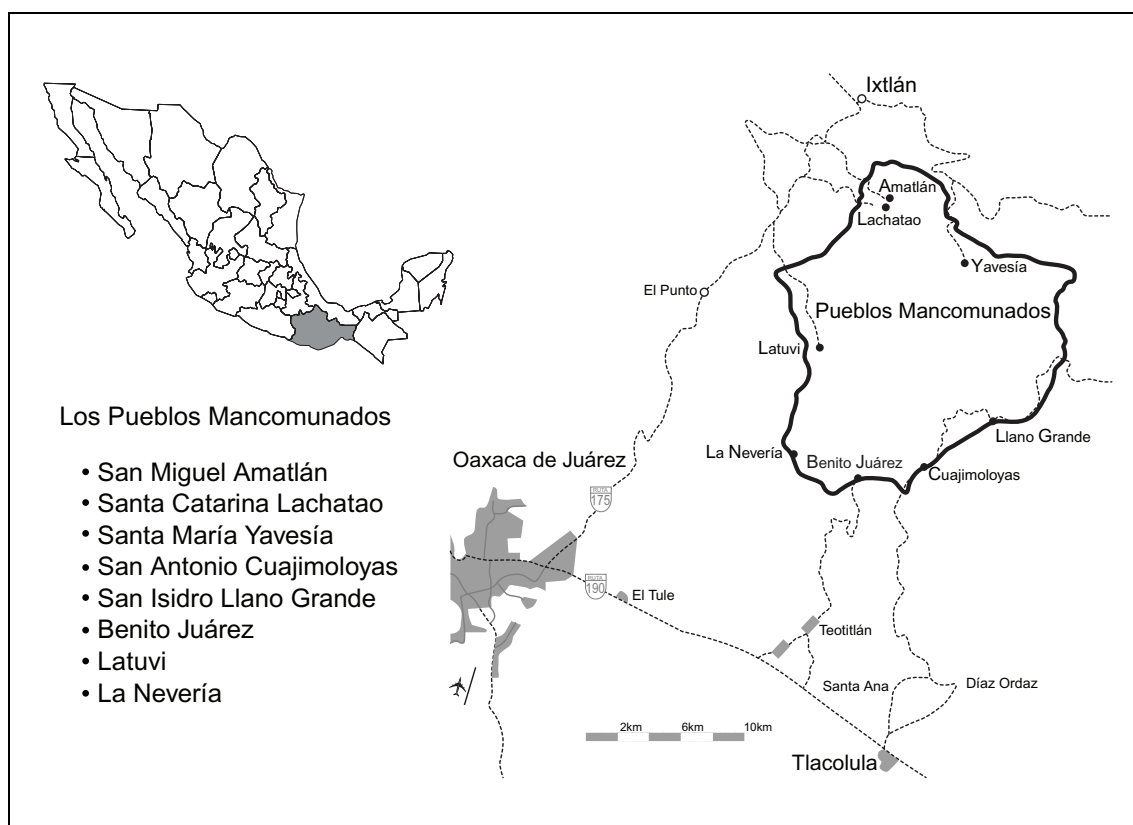 Ixtlán
Amatlán
Lachatao
Yavesía
El Punto
Pueblos Mancomunados
Latuvi
Los Pueblos Mancomunados
Llano Grande
La Nevería
Benito Juárez
Cuajimoloyas
Oaxaca de Juárez
• San Miguel Amatlán
• Santa Catarina Lachatao
• Santa María Yavesía
• San Antonio Cuajimoloyas
• San Isidro Llano Grande
• Benito Juárez
• Latuvi
• La Nevería
RUTA
175
RUTA
190
El Tule
Teotitlán
Santa Ana
Díaz Ordaz
2km 6km 10km
Tlacolula